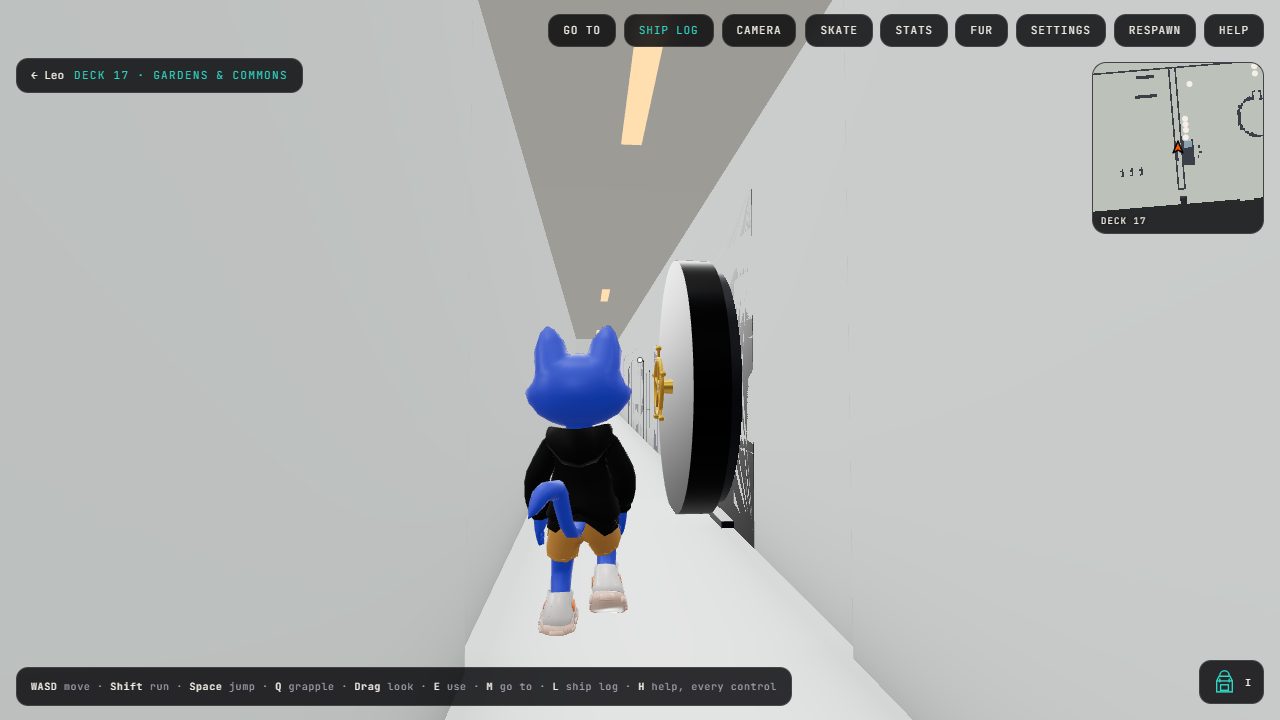 GO TO
SHIP LOG
CAMERA
SKATE
STATS
FUR
SETTINGS
RESPAWN
HELP
← Leo DECK 17 · GARDENS & COMMONS
DECK 17
WASD move · Shift run · Space jump · Q grapple · Drag look · E use · M go to · L ship log · H help, every control
I